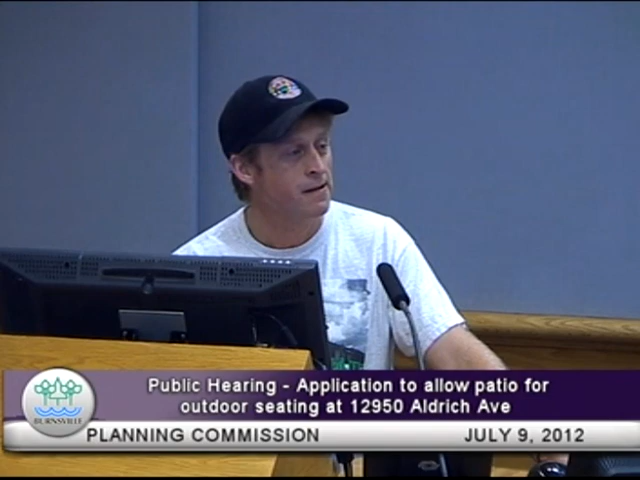 Public Hearing - Application to allow patio for
outdoor seating at 12950 Aldrich Ave
BURNSVILLE
PLANNING COMMISSION JULY 9, 2012